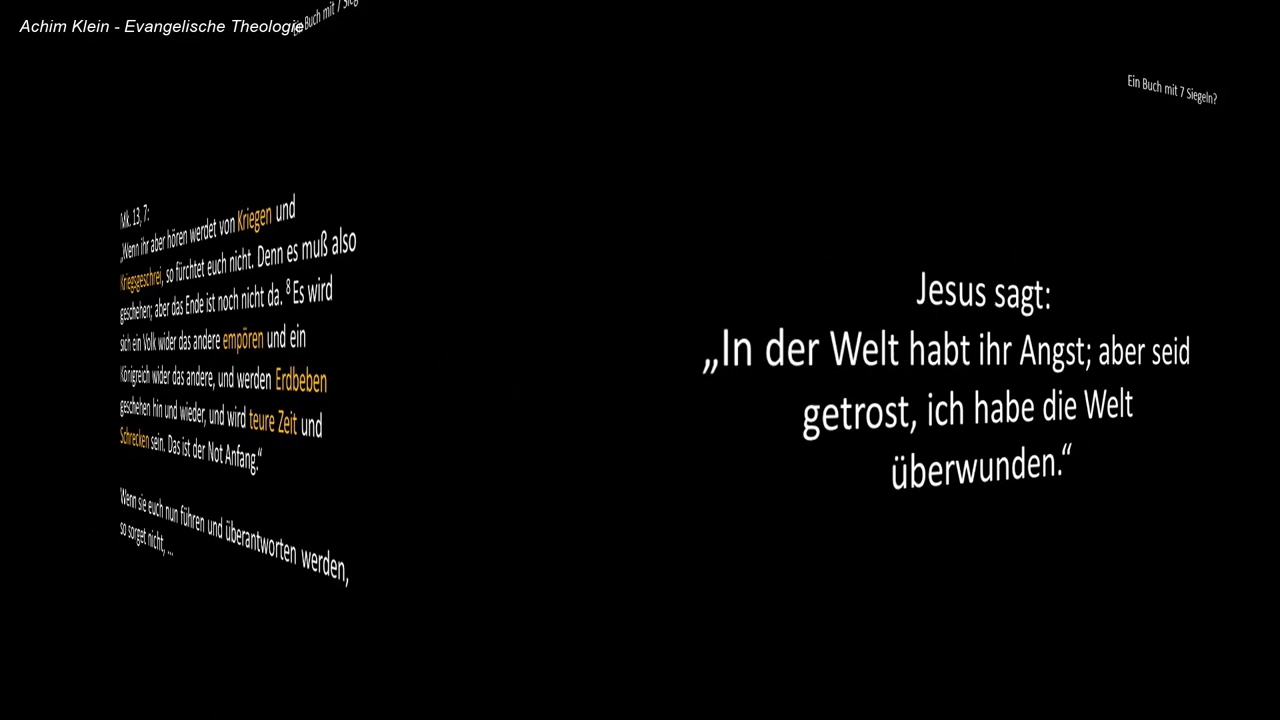 Achim Klein - Evangelische Theologie
Buch mit 7 Sieg
Ein Buch mit 7 Siegeln?
Mk. 13, 7:
„Wenn ihr aber hören werdet von Kriegen und
Kriegsgeschrei, so fürchtet euch nicht. Denn es muß also
geschehen; aber das Ende ist noch nicht da. 8 Es wird
sich ein Volk wider das andere empören und ein
Königreich wider das andere, und werden Erdbeben
geschehen hin und wieder, und wird teure Zeit und
Schrecken sein. Das ist der Not Anfang.“
Wenn sie euch nun führen und überantworten werden,
so sorget nicht, ...
Jesus sagt:
„In der Welt habt ihr Angst; aber seid
getrost, ich habe die Welt
überwunden.“